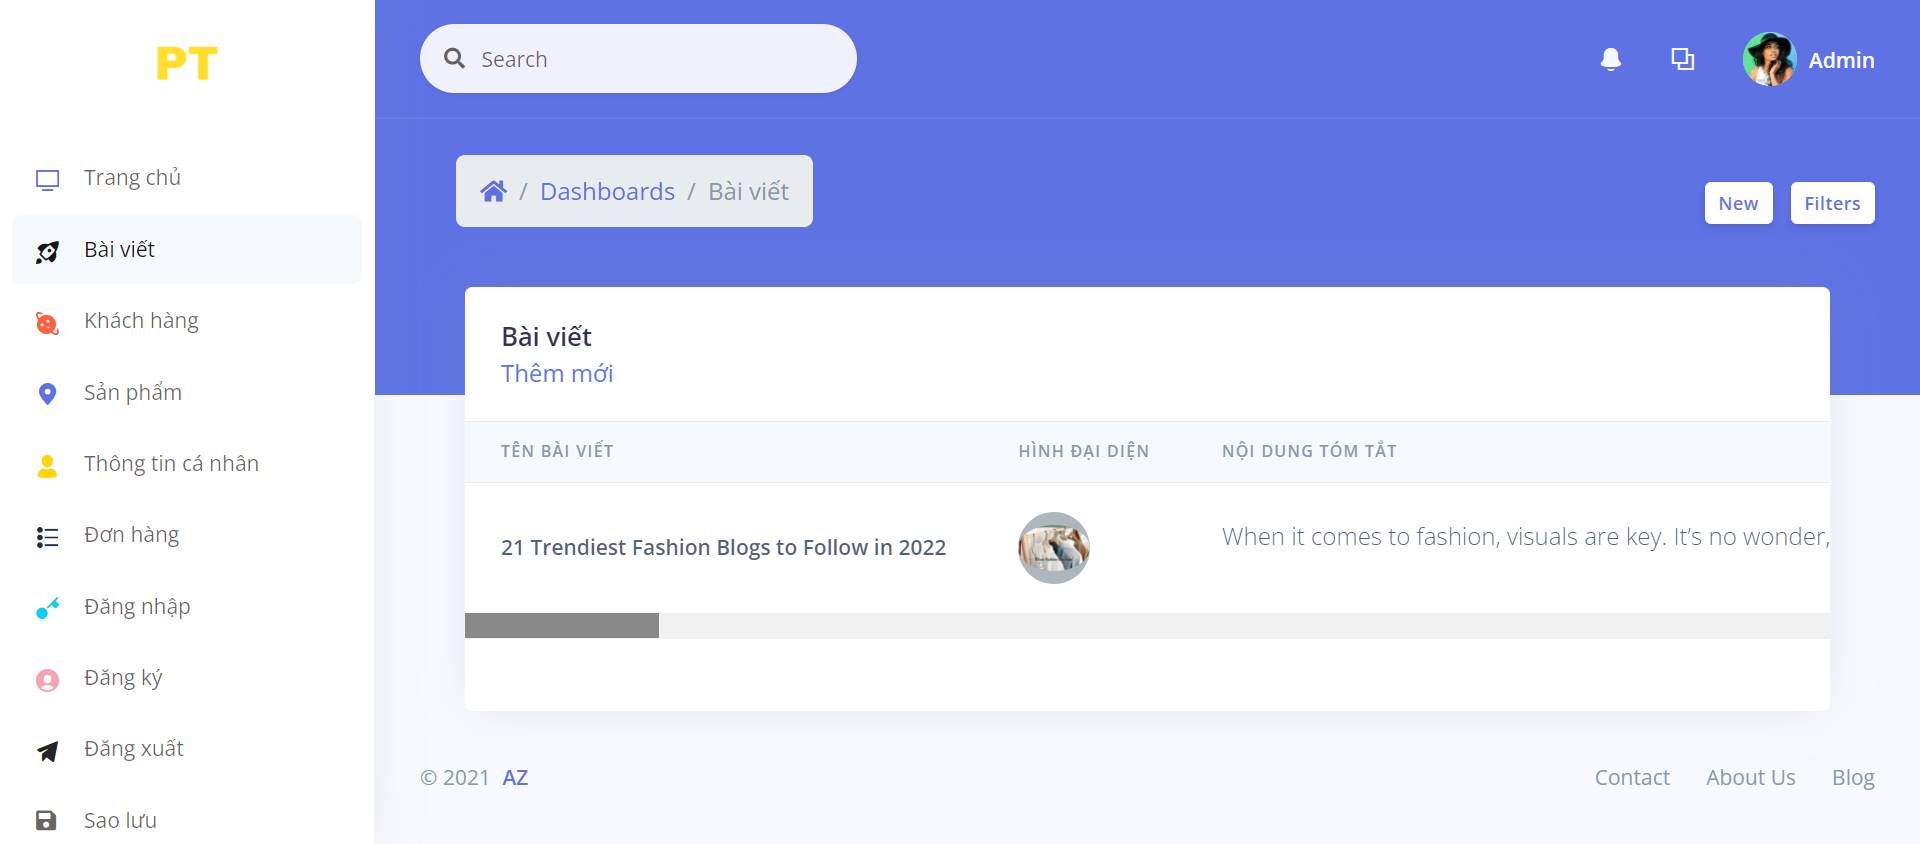 PT
Trang chủ
Bài viết
Khách hàng
Sản phẩm
Thông tin cá nhân
Đơn hàng
Đăng nhập
Đăng ký
Đăng xuất
Sao lưu
Search
Admin
/ Dashboards / Bài viết
New
Filters
Bài viết
Thêm mới
TÊN BÀI VIẾT HÌNH ĐẠI DIỆN NỘI DUNG TÓM TẮT
21 Trendiest Fashion Blogs to Follow in 2022
When it comes to fashion, visuals are key. It’s no wonder,
© 2021 AZ
Contact About Us Blog